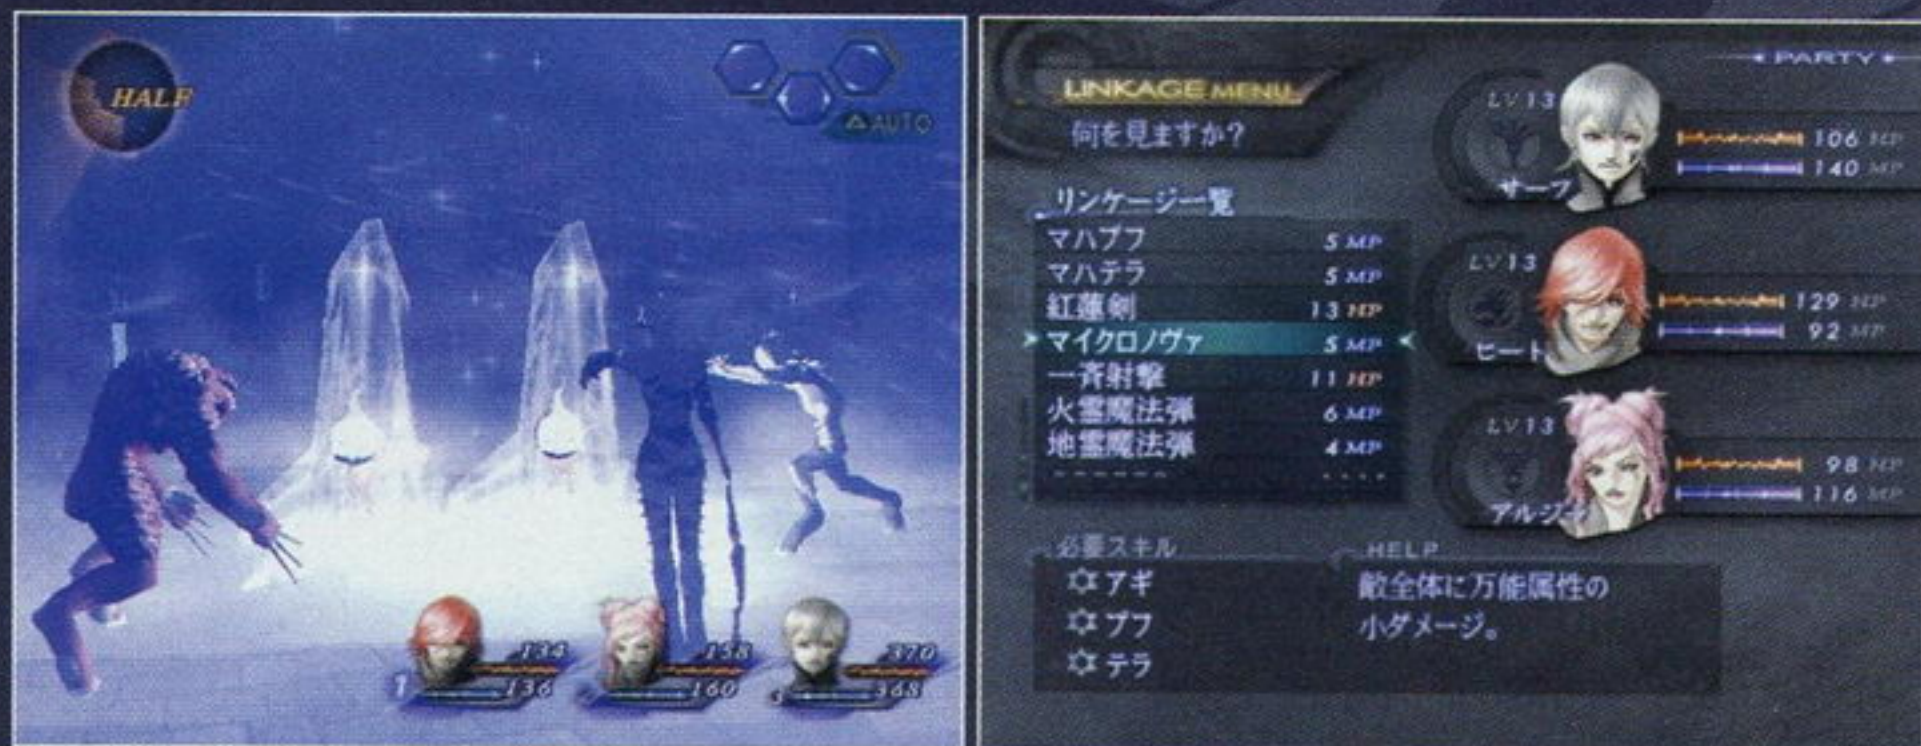 HALF
△AUTO
134
136
1
158
160
370
368
3
LINKAGE MENU
何を見ますか?
リンケージ一覧
マハブフ 5 MP
マハテラ 5 MP
紅蓮剣 13 HP
マイクロノヴァ 5 MP
一斉射撃 11 HP
火霊魔法弾 6 MP
地霊魔法弾 4 MP
PARTY
LV 13
106 HP
140 MP
サーフ
LV 13
129 HP
92 MP
ヒート
LV 13
98 HP
116 MP
アルジラ
必要スキル
アギ
ブフ
テラ
HELP
敵全体に万能属性の
小ダメージ。